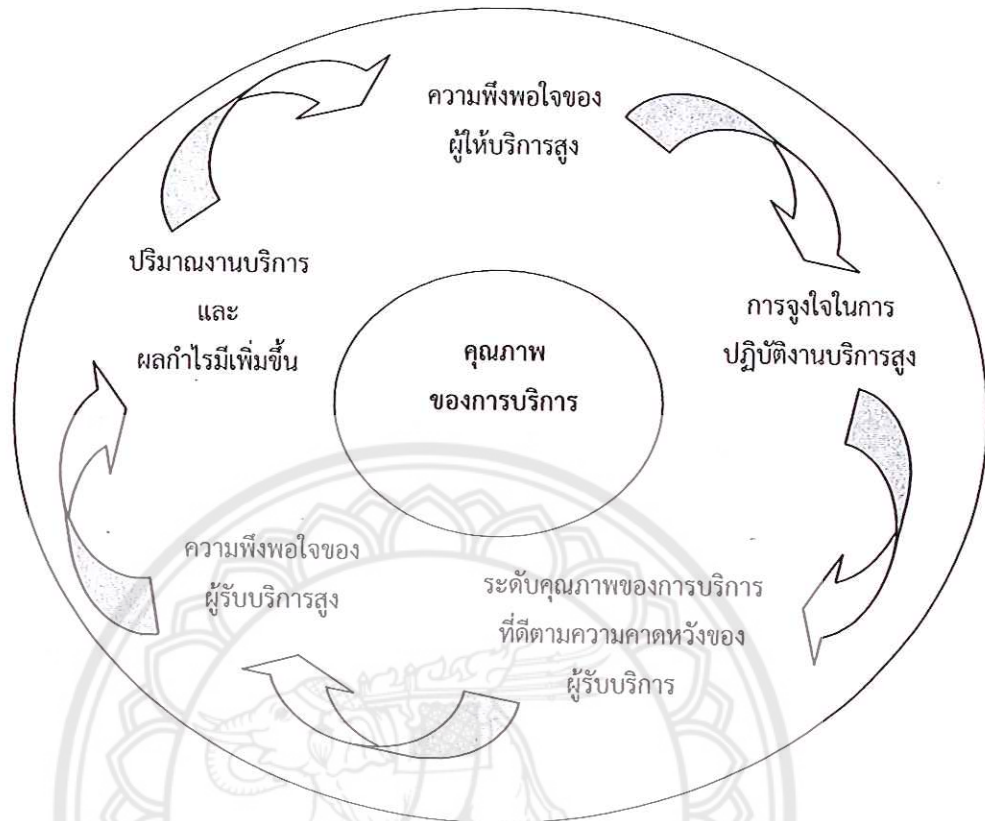 ความพึงพอใจของ
ผู้ให้บริการสูง
การจูงใจในการ
ปฏิบัติงานบริการสูง
ระดับคุณภาพของการบริการ
ที่ดีตามความคาดหวังของ
ผู้รับบริการ
ความพึงพอใจของ
ผู้รับบริการสูง
ปริมาณงานบริการ
และ
ผลกำไรมีเพิ่มขึ้น
คุณภาพ
ของการบริการ